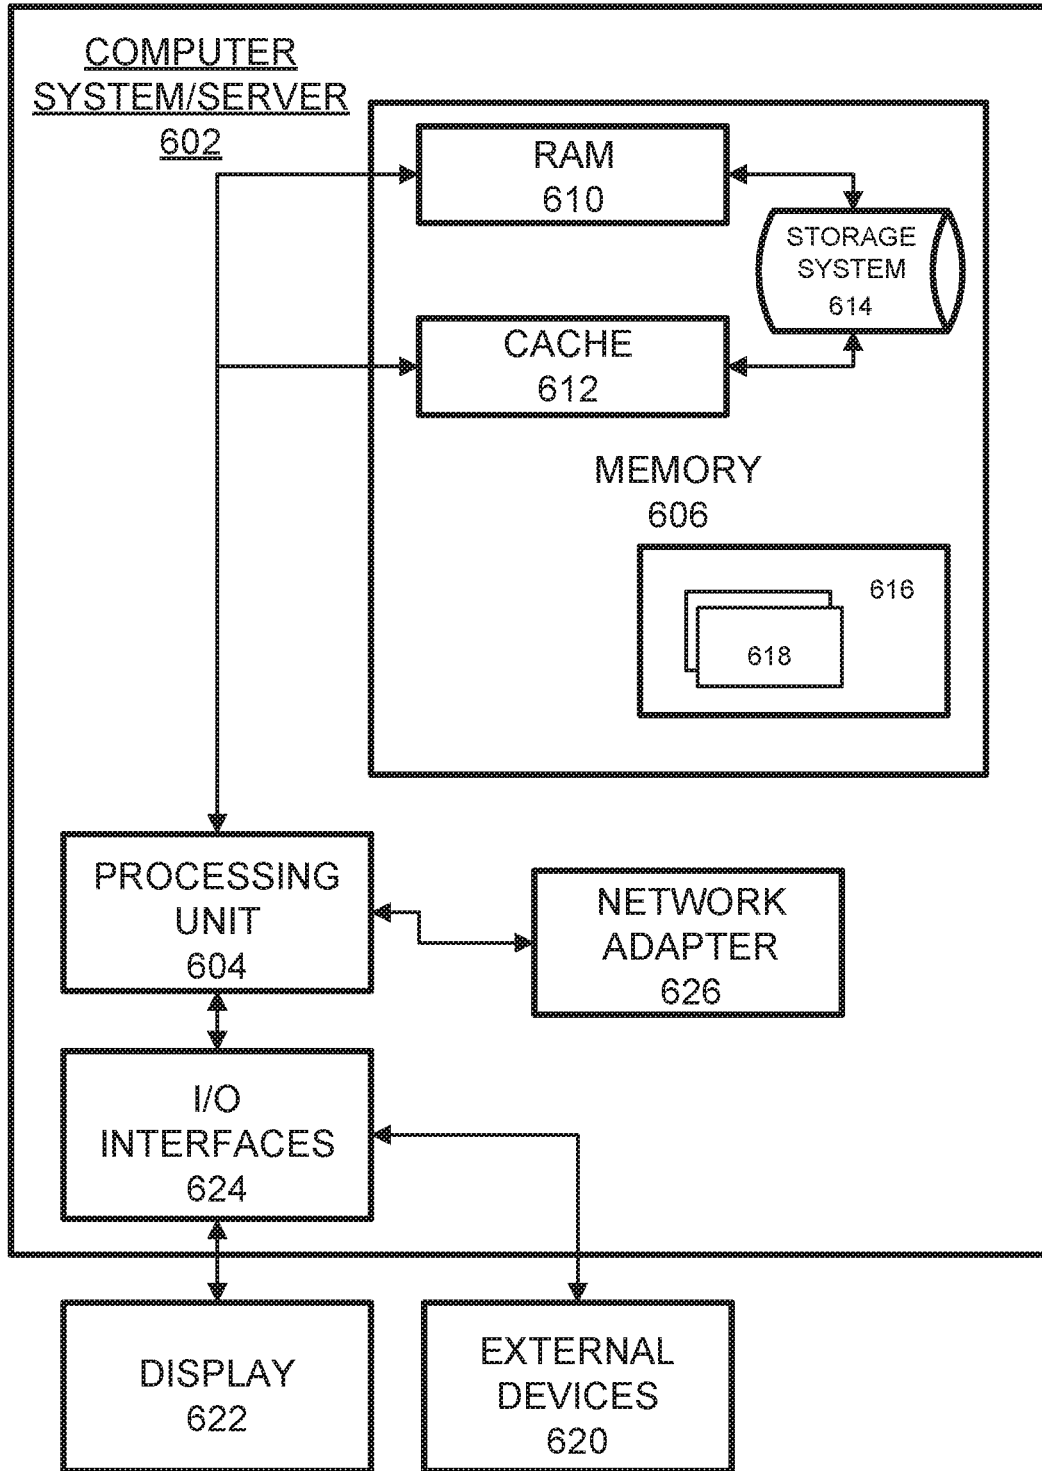 COMPUTER
SYSTEM/SERVER
602
RAM
610
STORAGE
SYSTEM
614
CACHE
612
MEMORY
606
616
618
PROCESSING
UNIT
604
NETWORK
ADAPTER
626
I/O
INTERFACES
624
DISPLAY
622
EXTERNAL
DEVICES
620